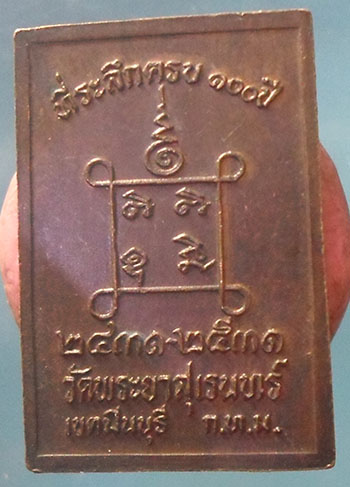 ที่ระลึกครบ ๑๐๐ปี
๒๔๓๑-๒๕๓๑
วัดพระยาสุเรนทร์
เขตมีนบุรี ก.ท.ม.